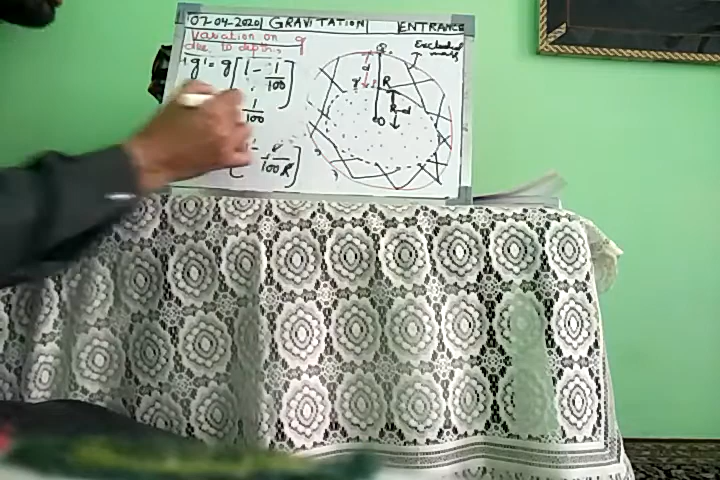 07-04-2020 | GRAVITATION | ENTRANCE
Variation on g
due to depth
g' = g [1 - 1/100]
1/100
100R ]
Excluded
mass
d
R
R-d
O